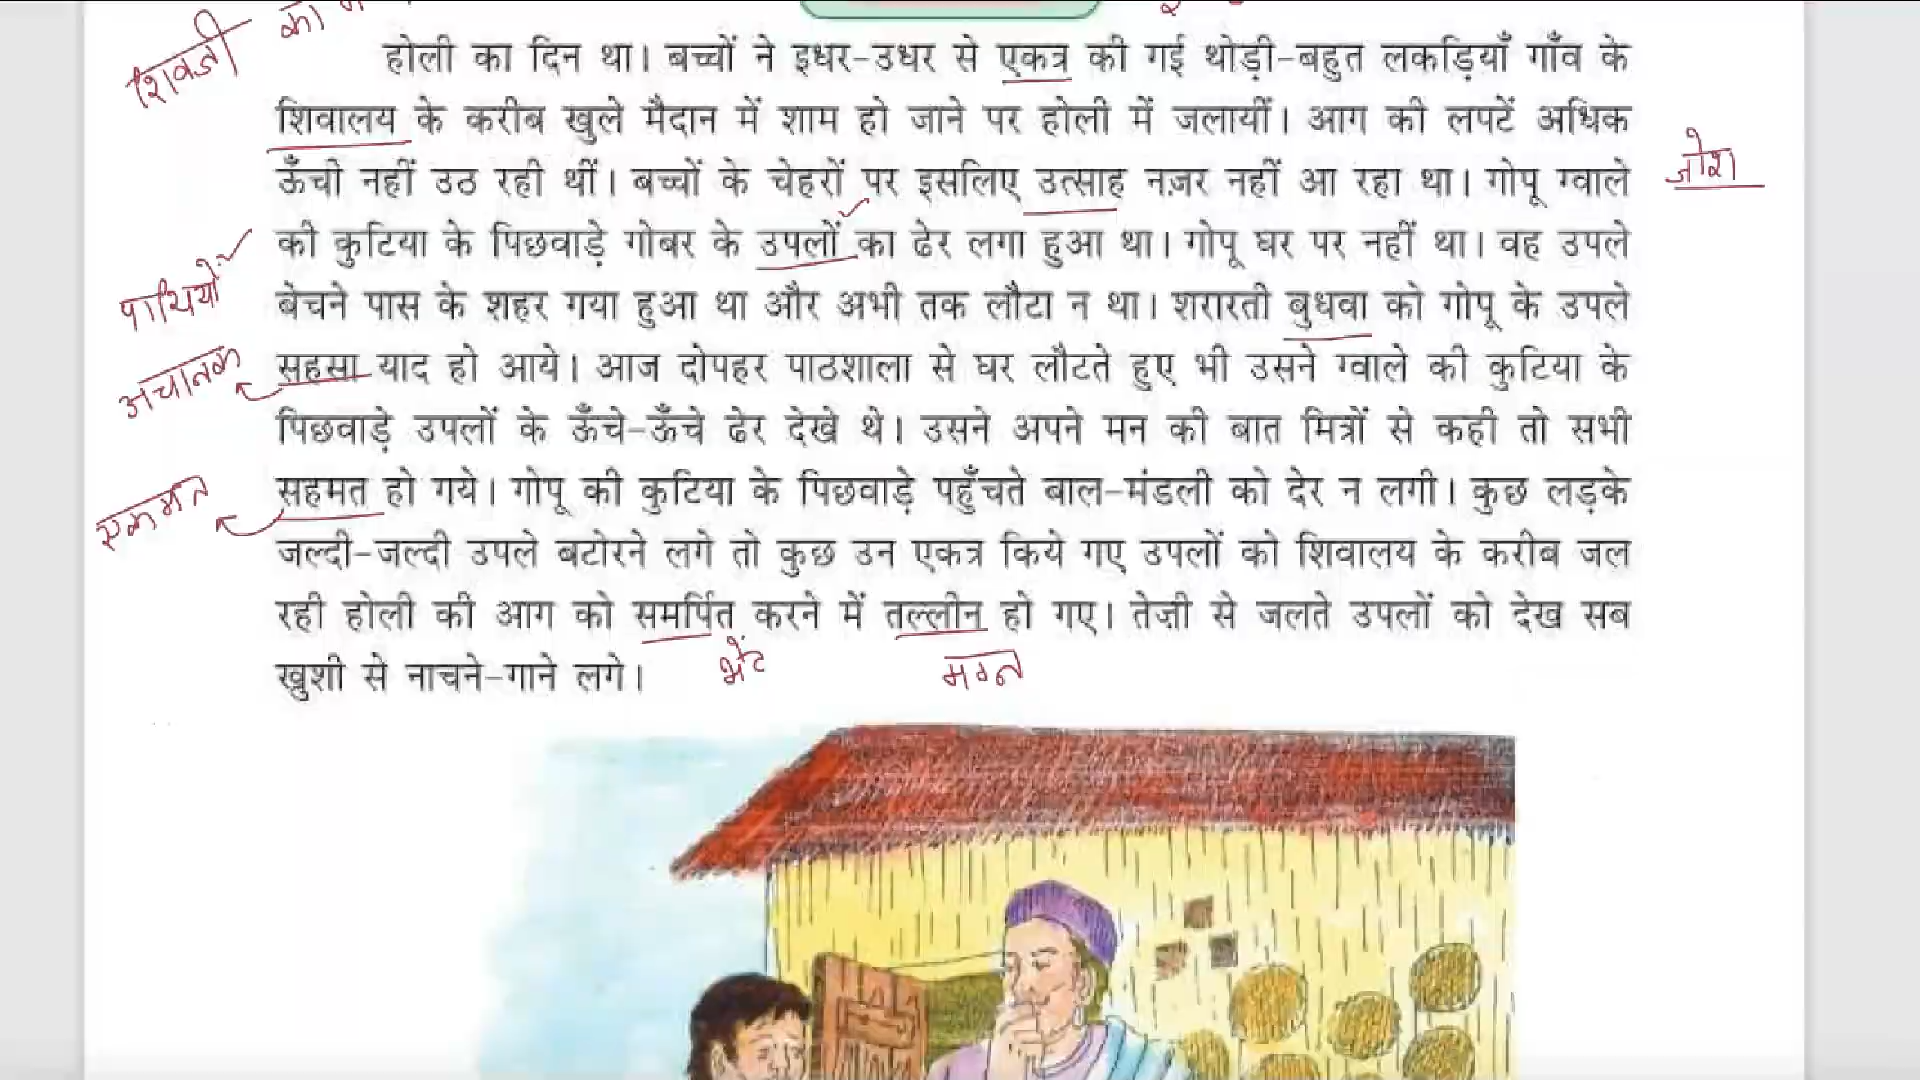 शिवजी का
होली का दिन था। बच्चों ने इधर-उधर से एकत्र की गई थोड़ी-बहुत लकड़ियाँ गाँव के
शिवालय के करीब खुले मैदान में शाम हो जाने पर होली में जलायीं। आग की लपटें अधिक
ऊँची नहीं उठ रही थीं। बच्चों के चेहरों पर इसलिए उत्साह नज़र नहीं आ रहा था। गोपू ग्वाले
जोश
की कुटिया के पिछवाड़े गोबर के उपलों का ढेर लगा हुआ था। गोपू घर पर नहीं था। वह उपले
पाथियों
बेचने पास के शहर गया हुआ था और अभी तक लौटा न था। शरारती बुधवा को गोपू के उपले
अचानक
सहसा याद हो आये। आज दोपहर पाठशाला से घर लौटते हुए भी उसने ग्वाले की कुटिया के
पिछवाड़े उपलों के ऊँचे-ऊँचे ढेर देखे थे। उसने अपने मन की बात मित्रों से कही तो सभी
एकमत
सहमत हो गये। गोपू की कुटिया के पिछवाड़े पहुँचते बाल-मंडली को देर न लगी। कुछ लड़के
जल्दी-जल्दी उपले बटोरने लगे तो कुछ उन एकत्र किये गए उपलों को शिवालय के करीब जल
रही होली की आग को समर्पित करने में तल्लीन हो गए। तेज़ी से जलते उपलों को देख सब
खुशी से नाचने-गाने लगे।
भेंट
मग्न